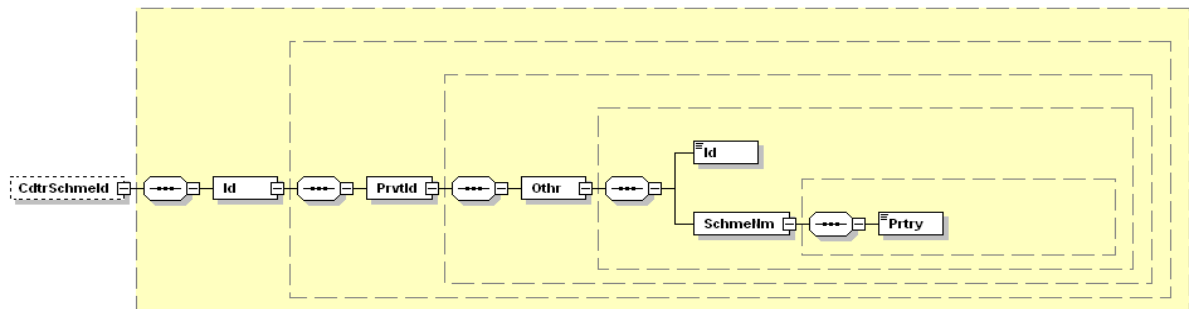 CdtrSchmeId
Id
PrvtId
Othr
Id
SchmeNm
Prtry